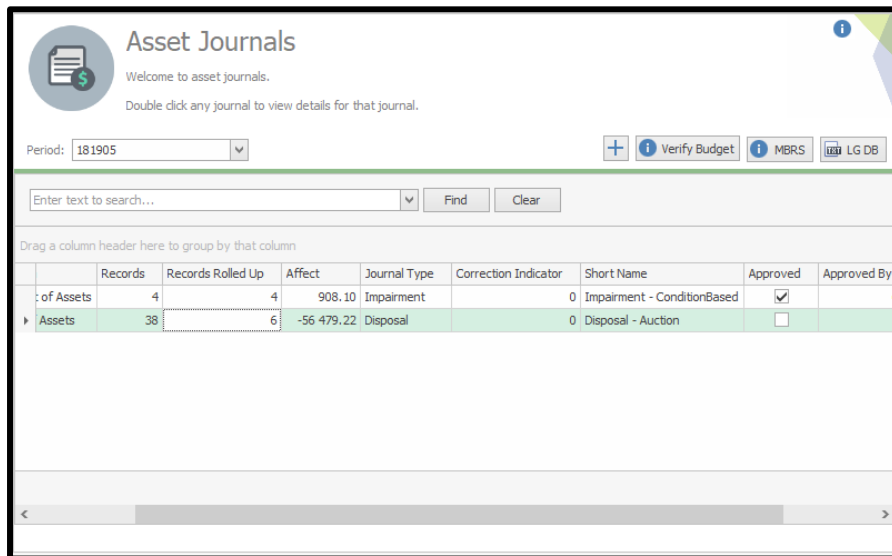 Asset Journals
Welcome to asset journals.
Double click any journal to view details for that journal.
Period: 181905 Verify Budget MBRS LG DB
Enter text to search... Find Clear
Drag a column header here to group by that column
Records Records Rolled Up Affect Journal Type Correction Indicator Short Name Approved Approved By
: of Assets 4 4 908.10 Impairment 0 Impairment - ConditionBased
Assets 38 6 -56 479.22 Disposal 0 Disposal - Auction